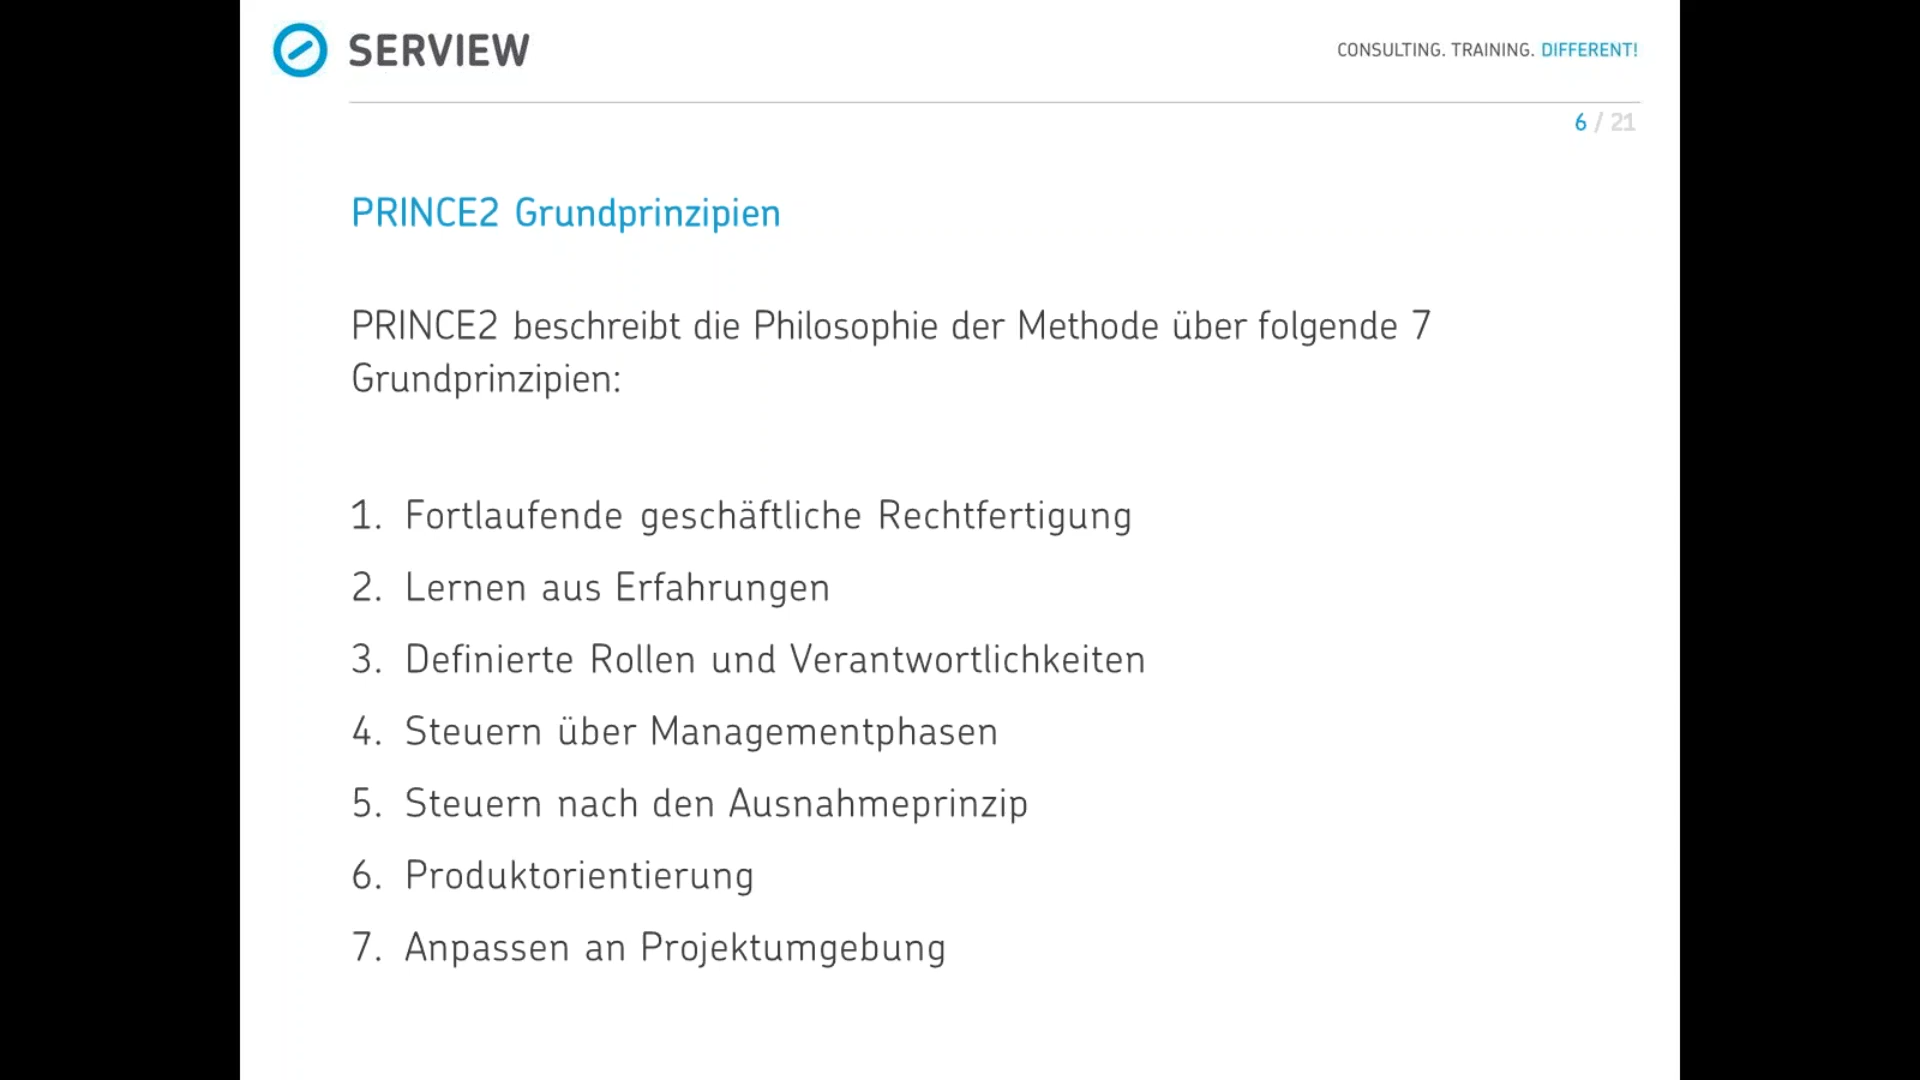 SERVIEW
CONSULTING. TRAINING. DIFFERENT!
6 / 21
PRINCE2 Grundprinzipien
PRINCE2 beschreibt die Philosophie der Methode über folgende 7
Grundprinzipien:
1. Fortlaufende geschäftliche Rechtfertigung
2. Lernen aus Erfahrungen
3. Definierte Rollen und Verantwortlichkeiten
4. Steuern über Managementphasen
5. Steuern nach den Ausnahmeprinzip
6. Produktorientierung
7. Anpassen an Projektumgebung